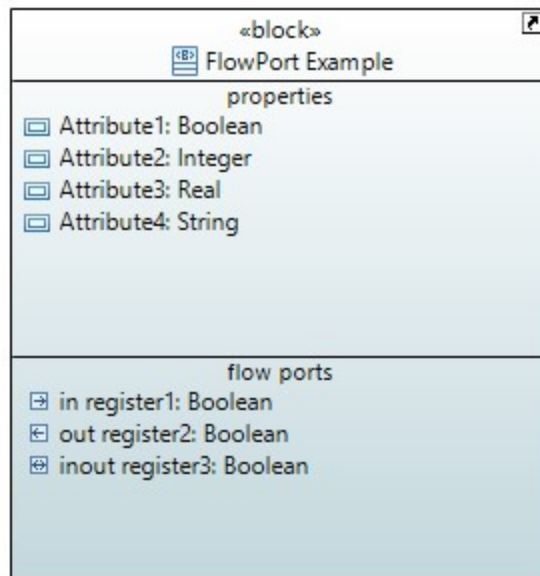 «block»
FlowPort Example
properties
Attribute1: Boolean
Attribute2: Integer
Attribute3: Real
Attribute4: String
flow ports
in register1: Boolean
out register2: Boolean
inout register3: Boolean